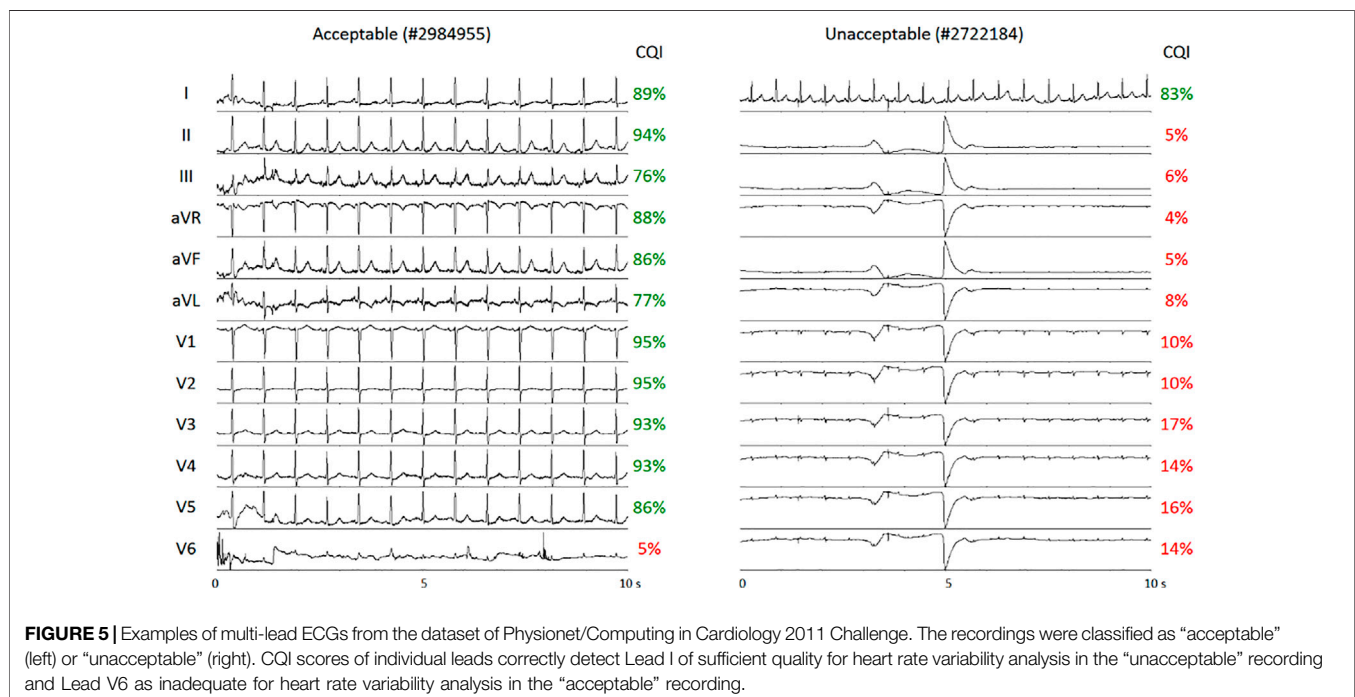 Acceptable (#2984955) Unacceptable (#2722184)
CQI CQI
I 89% 83%
II 94% 5%
III 76% 6%
aVR 88% 4%
aVF 86% 5%
aVL 77% 8%
V1 95% 10%
V2 95% 10%
V3 93% 17%
V4 93% 14%
V5 86% 16%
V6 5% 14%
0 5 10 s 0 5 10 s
FIGURE 5 | Examples of multi-lead ECGs from the dataset of Physionet/Computing in Cardiology 2011 Challenge. The recordings were classified as “acceptable”
(left) or “unacceptable” (right). CQI scores of individual leads correctly detect Lead I of sufficient quality for heart rate variability analysis in the “unacceptable” recording
and Lead V6 as inadequate for heart rate variability analysis in the “acceptable” recording.